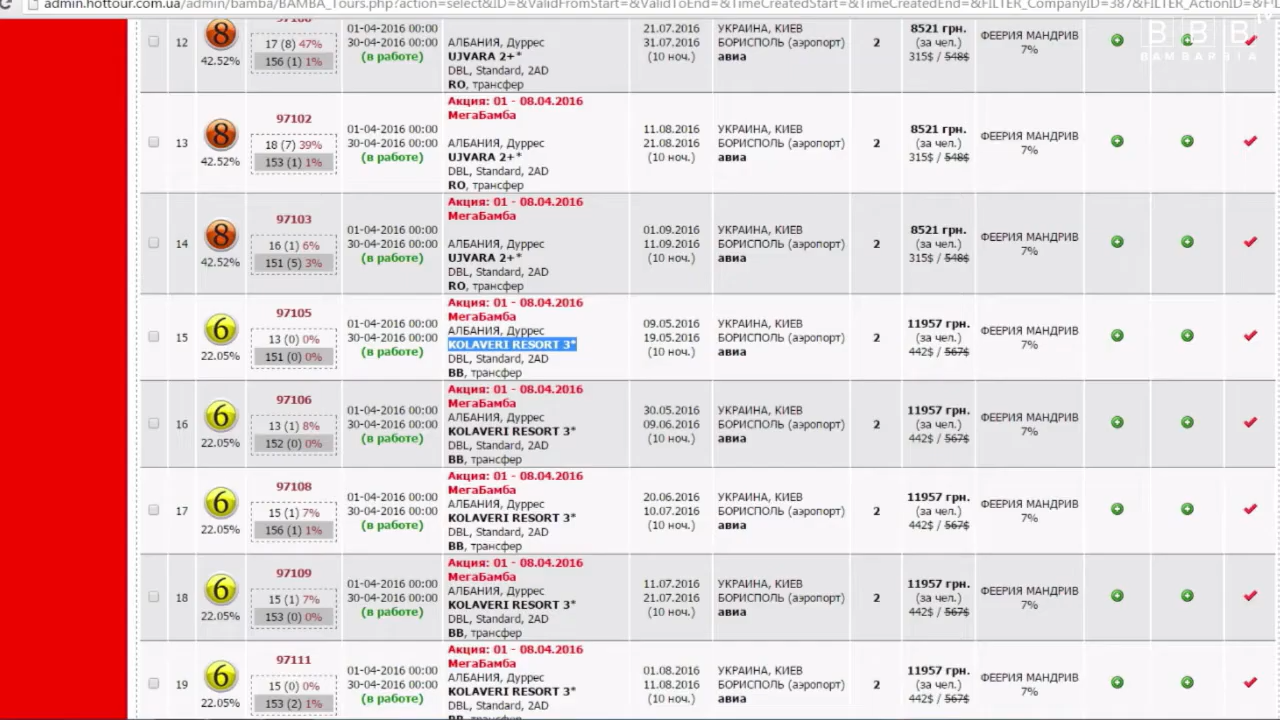 admin.hottour.com.ua/admin/bamba/BAMBA_Tours.php?action=select&ID=&ValidFromStart=&ValidToEnd=&TimeCreatedStart=&TimeCreatedEnd=&FILTER_CompanyID=387&FILTER_ActionID=&FIL
12
8
42.52%
17 (8) 47%
156 (1) 1%
01-04-2016 00:00
30-04-2016 00:00
(в работе)
АЛБАНИЯ, Дуррес
UJVARA 2+*
DBL, Standard, 2AD
RO, трансфер
21.07.2016
31.07.2016
(10 ноч.)
УКРАИНА, КИЕВ
БОРИСПОЛЬ (аэропорт)
авиа
2
8521 грн.
(за чел.)
315$ / 548$
ФЕЕРИЯ МАНДРИВ
7%
BBB TV
BAMBARBIA
13
8
42.52%
97102
18 (7) 39%
153 (1) 1%
01-04-2016 00:00
30-04-2016 00:00
(в работе)
Акция: 01 - 08.04.2016
МегаБамба
АЛБАНИЯ, Дуррес
UJVARA 2+*
DBL, Standard, 2AD
RO, трансфер
11.08.2016
21.08.2016
(10 ноч.)
УКРАИНА, КИЕВ
БОРИСПОЛЬ (аэропорт)
авиа
2
8521 грн.
(за чел.)
315$ / 548$
ФЕЕРИЯ МАНДРИВ
7%
14
8
42.52%
97103
16 (1) 6%
151 (5) 3%
01-04-2016 00:00
30-04-2016 00:00
(в работе)
Акция: 01 - 08.04.2016
МегаБамба
АЛБАНИЯ, Дуррес
UJVARA 2+*
DBL, Standard, 2AD
RO, трансфер
01.09.2016
11.09.2016
(10 ноч.)
УКРАИНА, КИЕВ
БОРИСПОЛЬ (аэропорт)
авиа
2
8521 грн.
(за чел.)
315$ / 548$
ФЕЕРИЯ МАНДРИВ
7%
15
6
22.05%
97105
13 (0) 0%
151 (0) 0%
01-04-2016 00:00
30-04-2016 00:00
(в работе)
Акция: 01 - 08.04.2016
МегаБамба
АЛБАНИЯ, Дуррес
KOLAVERI RESORT 3*
DBL, Standard, 2AD
BB, трансфер
09.05.2016
19.05.2016
(10 ноч.)
УКРАИНА, КИЕВ
БОРИСПОЛЬ (аэропорт)
авиа
2
11957 грн.
(за чел.)
442$ / 567$
ФЕЕРИЯ МАНДРИВ
7%
16
6
22.05%
97106
13 (1) 8%
152 (0) 0%
01-04-2016 00:00
30-04-2016 00:00
(в работе)
Акция: 01 - 08.04.2016
МегаБамба
АЛБАНИЯ, Дуррес
KOLAVERI RESORT 3*
DBL, Standard, 2AD
BB, трансфер
30.05.2016
09.06.2016
(10 ноч.)
УКРАИНА, КИЕВ
БОРИСПОЛЬ (аэропорт)
авиа
2
11957 грн.
(за чел.)
442$ / 567$
ФЕЕРИЯ МАНДРИВ
7%
17
6
22.05%
97108
15 (1) 7%
156 (1) 1%
01-04-2016 00:00
30-04-2016 00:00
(в работе)
Акция: 01 - 08.04.2016
МегаБамба
АЛБАНИЯ, Дуррес
KOLAVERI RESORT 3*
DBL, Standard, 2AD
BB, трансфер
20.06.2016
10.07.2016
(10 ноч.)
УКРАИНА, КИЕВ
БОРИСПОЛЬ (аэропорт)
авиа
2
11957 грн.
(за чел.)
442$ / 567$
ФЕЕРИЯ МАНДРИВ
7%
18
6
22.05%
97109
15 (1) 7%
153 (0) 0%
01-04-2016 00:00
30-04-2016 00:00
(в работе)
Акция: 01 - 08.04.2016
МегаБамба
АЛБАНИЯ, Дуррес
KOLAVERI RESORT 3*
DBL, Standard, 2AD
BB, трансфер
11.07.2016
21.07.2016
(10 ноч.)
УКРАИНА, КИЕВ
БОРИСПОЛЬ (аэропорт)
авиа
2
11957 грн.
(за чел.)
442$ / 567$
ФЕЕРИЯ МАНДРИВ
7%
19
6
22.05%
97111
15 (0) 0%
153 (2) 1%
01-04-2016 00:00
30-04-2016 00:00
(в работе)
Акция: 01 - 08.04.2016
МегаБамба
АЛБАНИЯ, Дуррес
KOLAVERI RESORT 3*
DBL, Standard, 2AD
BB, трансфер
01.08.2016
11.08.2016
(10 ноч.)
УКРАИНА, КИЕВ
БОРИСПОЛЬ (аэропорт)
авиа
2
11957 грн.
(за чел.)
442$ / 567$
ФЕЕРИЯ МАНДРИВ
7%